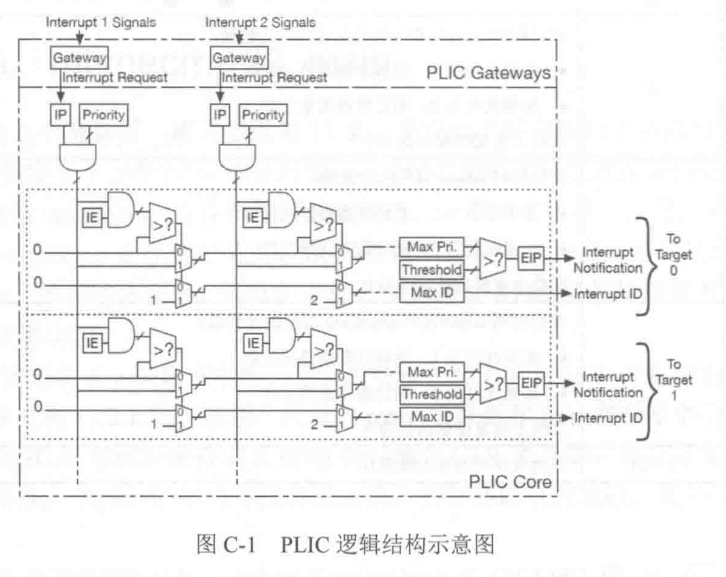 Interrupt 1 Signals Interrupt 2 Signals
Gateway Gateway
Interrupt Request Interrupt Request PLIC Gateways
IP Priority IP Priority
IE >? IE >?
0 0 1 0 1 Max Pri. >? EIP Interrupt Notification
Threshold
0 1 0 1 2 0 1 Max ID Interrupt ID
To Target 0
IE >? IE >?
0 0 1 0 1 Max Pri. >? EIP Interrupt Notification
Threshold
0 1 0 1 2 0 1 Max ID Interrupt ID
To Target 1
PLIC Core
图 C-1 PLIC 逻辑结构示意图